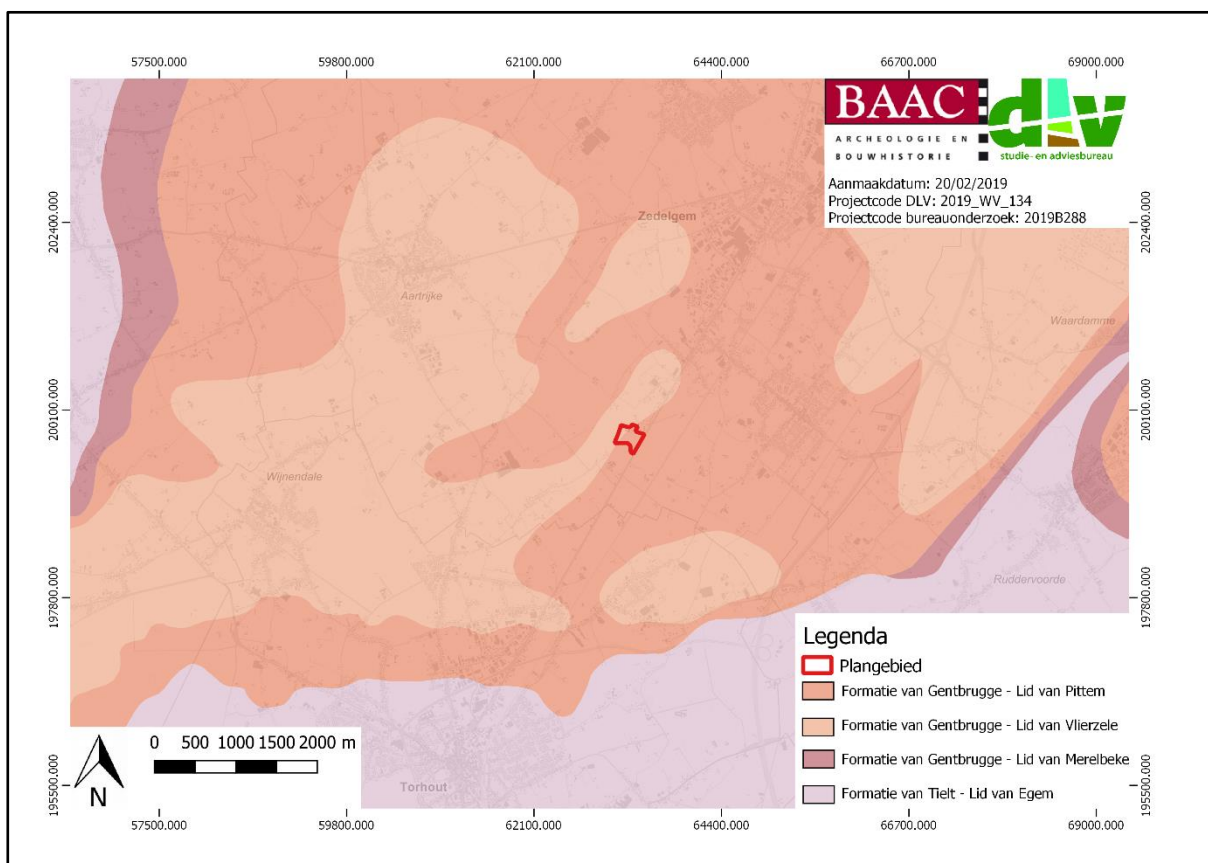 57500.000 59800.000 62100.000 64400.000 66700.000 69000.000
BAAC
ARCHEOLOGIE EN
BOUWHISTORIE
dlv
studie- en adviesbureau
Aanmaakdatum: 20/02/2019
Projectcode DLV: 2019_WV_134
Projectcode bureauonderzoek: 2019B288
202400.000
202400.000
Zedelgem
Aartrijke
Waardamme
200100.000
200100.000
Wijnendale
Ruddervoorde
197800.000
197800.000
Legenda
Plangebied
Formatie van Gentbrugge - Lid van Pittem
Formatie van Gentbrugge - Lid van Vlierzele
Formatie van Gentbrugge - Lid van Merelbeke
Formatie van Tielt - Lid van Egem
0 500 1000 1500 2000 m
N
Torhout
195500.000
195500.000
57500.000 59800.000 62100.000 64400.000 66700.000 69000.000